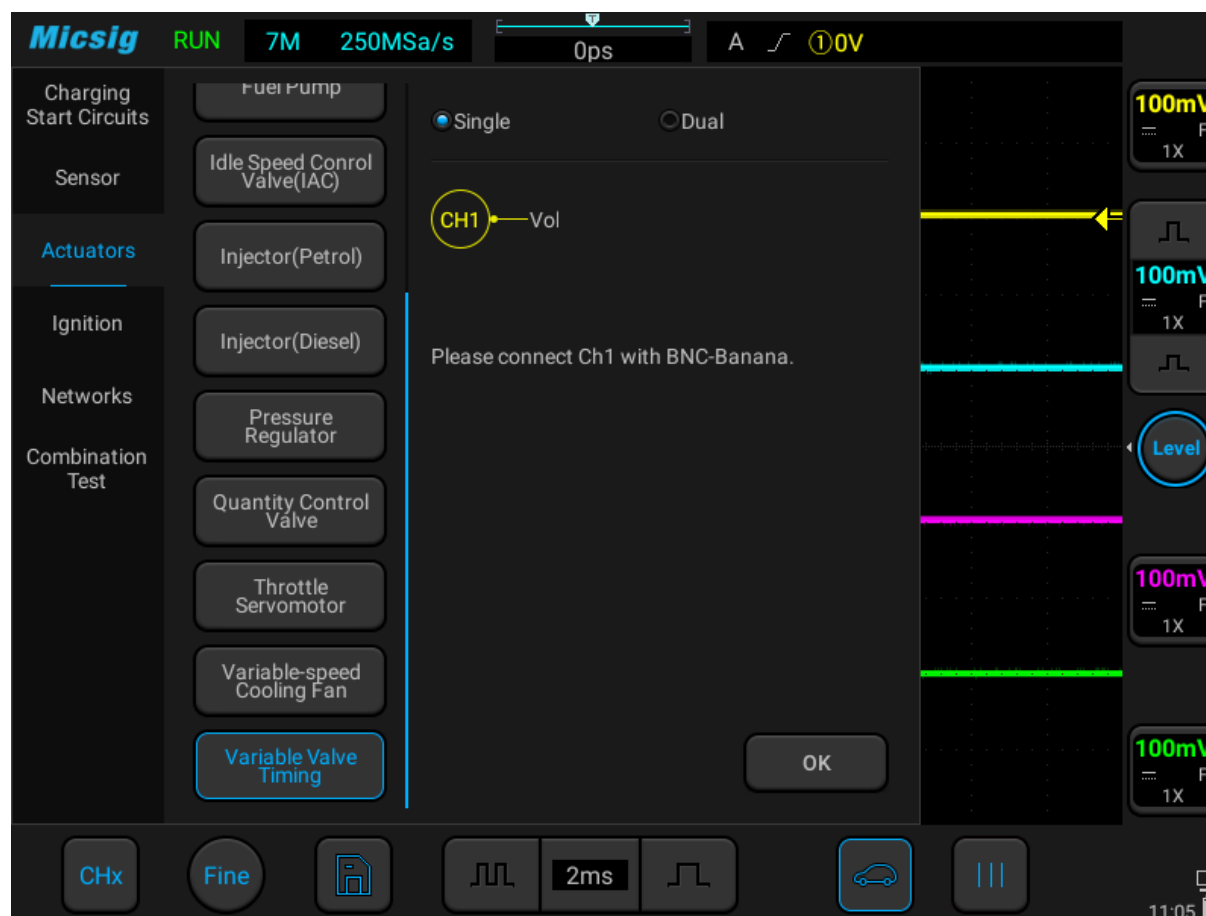 Micsig RUN 7M 250MSa/s T 0ps A ①0V
Charging
Start Circuits
Sensor
Actuators
Ignition
Networks
Combination
Test
Fuel Pump
Idle Speed Conrol
Valve(IAC)
Injector(Petrol)
Injector(Diesel)
Pressure
Regulator
Quantity Control
Valve
Throttle
Servomotor
Variable-speed
Cooling Fan
Variable Valve
Timing
Single Dual
CH1 Vol
Please connect Ch1 with BNC-Banana.
OK
100mV
F
1X
100mV
F
1X
Level
100mV
F
1X
100mV
F
1X
CHx Fine 2ms
11:05